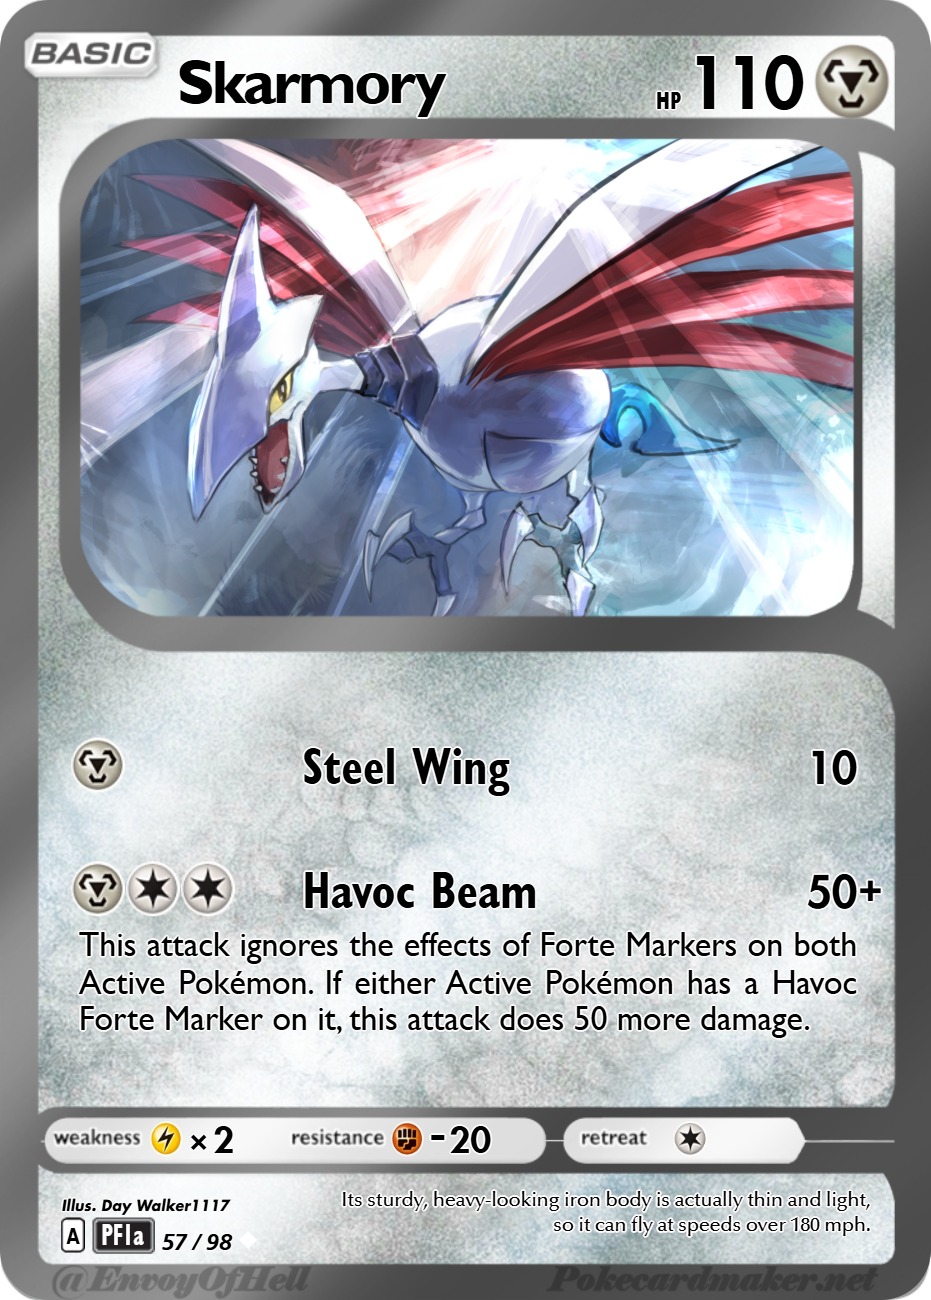 BASIC
Skarmory HP 110
Steel Wing 10
Havoc Beam 50+
This attack ignores the effects of Forte Markers on both
Active Pokémon. If either Active Pokémon has a Havoc
Forte Marker on it, this attack does 50 more damage.
weakness ×2 resistance -20 retreat
Illus. Day Walker1117
Its sturdy, heavy-looking iron body is actually thin and light,
so it can fly at speeds over 180 mph.
A PF1a 57 / 98
@EnvoyOfHell Pokecardmaker.net